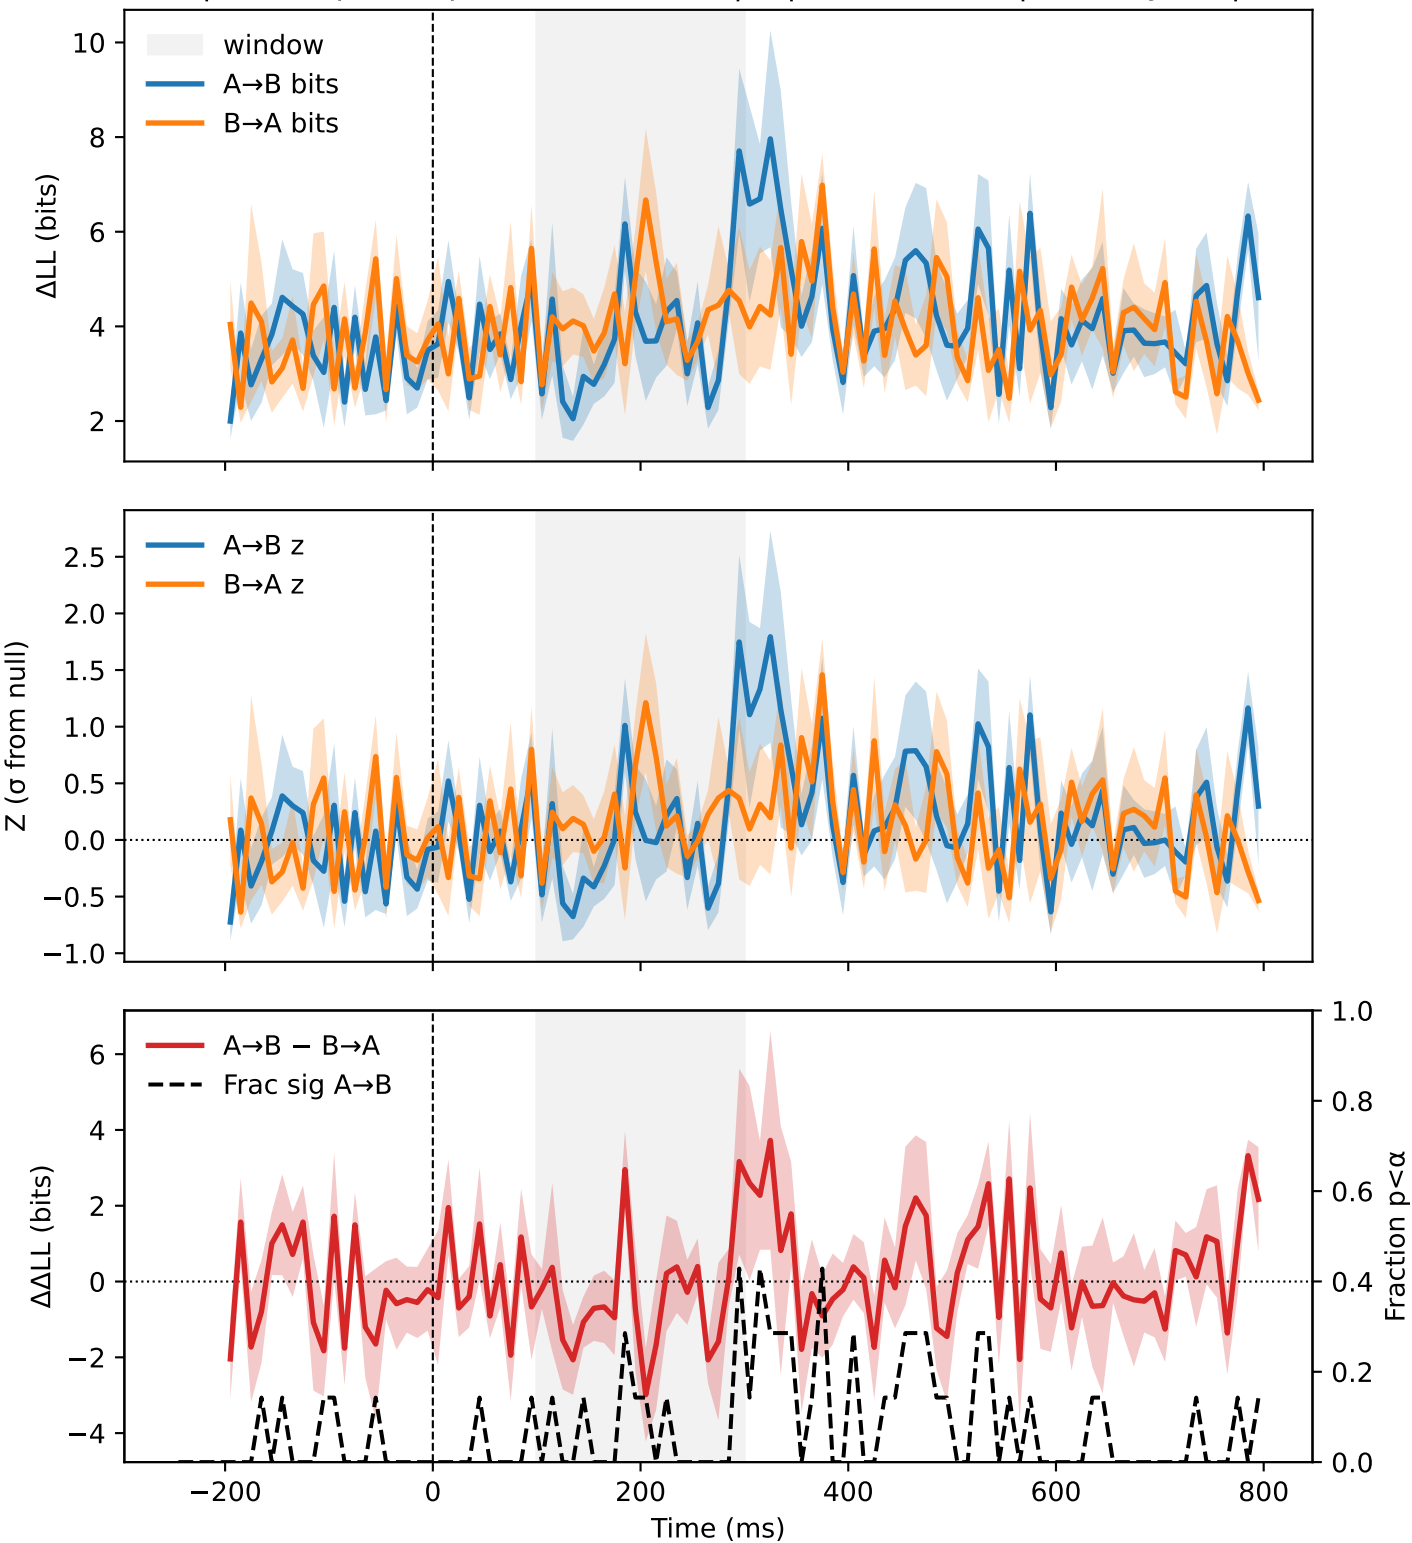 10
8
6
4
2
ΔLL (bits)
window
A→B bits
B→A bits
2.5
2.0
1.5
1.0
0.5
0.0
−0.5
−1.0
Z (σ from null)
A→B z
B→A z
6
4
2
0
−2
−4
ΔΔLL (bits)
A→B − B→A
Frac sig A→B
1.0
0.8
0.6
0.4
0.2
0.0
Fraction p<α
−200 0 200 400 600 800
Time (ms)